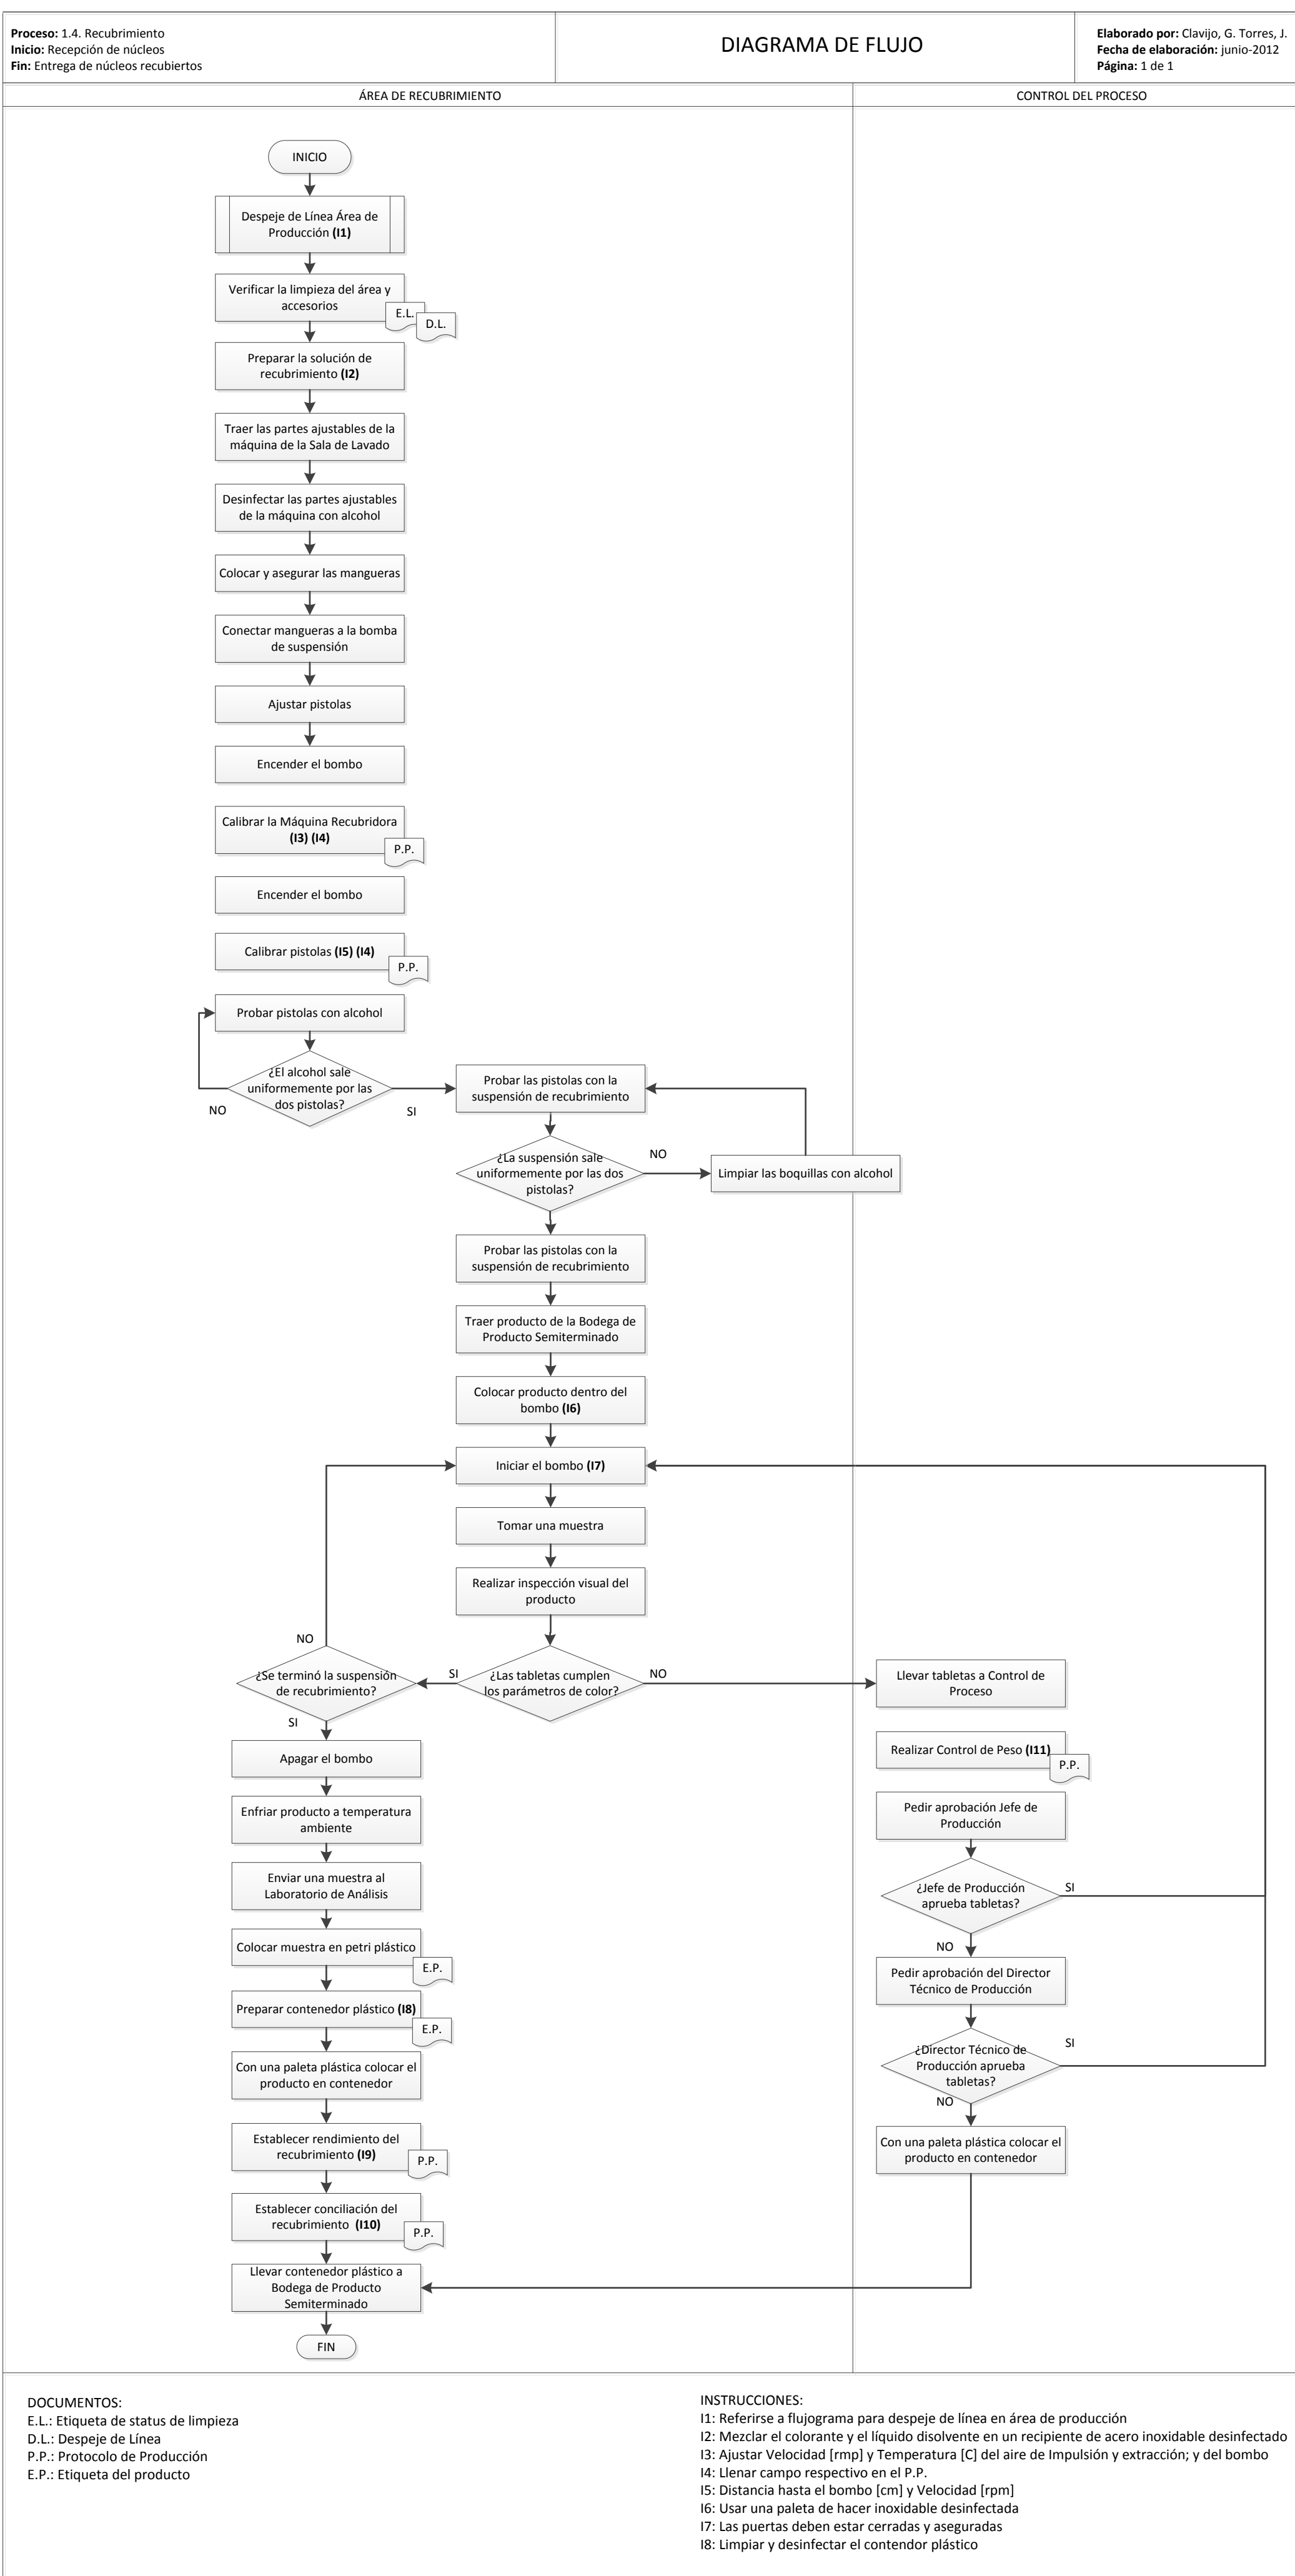 Proceso: 1.4. Recubrimiento
Inicio: Recepción de núcleos
Fin: Entrega de núcleos recubiertos
DIAGRAMA DE FLUJO
Elaborado por: Clavijo, G. Torres, J.
Fecha de elaboración: junio-2012
Página: 1 de 1
ÁREA DE RECUBRIMIENTO
CONTROL DEL PROCESO
INICIO
Despeje de Línea Área de
Producción (I1)
Verificar la limpieza del área y
accesorios
E.L.
D.L.
Preparar la solución de
recubrimiento (I2)
Traer las partes ajustables de la
máquina de la Sala de Lavado
Desinfectar las partes ajustables
de la máquina con alcohol
Colocar y asegurar las mangueras
Conectar mangueras a la bomba
de suspensión
Ajustar pistolas
Encender el bombo
Calibrar la Máquina Recubridora
(I3) (I4)
P.P.
Encender el bombo
Calibrar pistolas (I5) (I4)
P.P.
Probar pistolas con alcohol
¿El alcohol sale
uniformemente por las
dos pistolas?
NO
SI
Probar las pistolas con la
suspensión de recubrimiento
¿La suspensión sale
uniformemente por las dos
pistolas?
NO
Limpiar las boquillas con alcohol
Probar las pistolas con la
suspensión de recubrimiento
Traer producto de la Bodega de
Producto Semiterminado
Colocar producto dentro del
bombo (I6)
Iniciar el bombo (I7)
Tomar una muestra
Realizar inspección visual del
producto
¿Las tabletas cumplen
los parámetros de color?
SI
NO
¿Se terminó la suspensión
de recubrimiento?
NO
SI
Apagar el bombo
Enfriar producto a temperatura
ambiente
Enviar una muestra al
Laboratorio de Análisis
Colocar muestra en petri plástico
E.P.
Preparar contenedor plástico (I8)
E.P.
Con una paleta plástica colocar el
producto en contenedor
Establecer rendimiento del
recubrimiento (I9)
P.P.
Establecer conciliación del
recubrimiento (I10)
P.P.
Llevar contenedor plástico a
Bodega de Producto
Semiterminado
FIN
Llevar tabletas a Control de
Proceso
Realizar Control de Peso (I11)
P.P.
Pedir aprobación Jefe de
Producción
¿Jefe de Producción
aprueba tabletas?
SI
NO
Pedir aprobación del Director
Técnico de Producción
¿Director Técnico de
Producción aprueba
tabletas?
SI
NO
Con una paleta plástica colocar el
producto en contenedor
DOCUMENTOS:
E.L.: Etiqueta de status de limpieza
D.L.: Despeje de Línea
P.P.: Protocolo de Producción
E.P.: Etiqueta del producto
INSTRUCCIONES:
I1: Referirse a flujograma para despeje de línea en área de producción
I2: Mezclar el colorante y el líquido disolvente en un recipiente de acero inoxidable desinfectado
I3: Ajustar Velocidad [rmp] y Temperatura [C] del aire de Impulsión y extracción; y del bombo
I4: Llenar campo respectivo en el P.P.
I5: Distancia hasta el bombo [cm] y Velocidad [rpm]
I6: Usar una paleta de hacer inoxidable desinfectada
I7: Las puertas deben estar cerradas y aseguradas
I8: Limpiar y desinfectar el contendor plástico